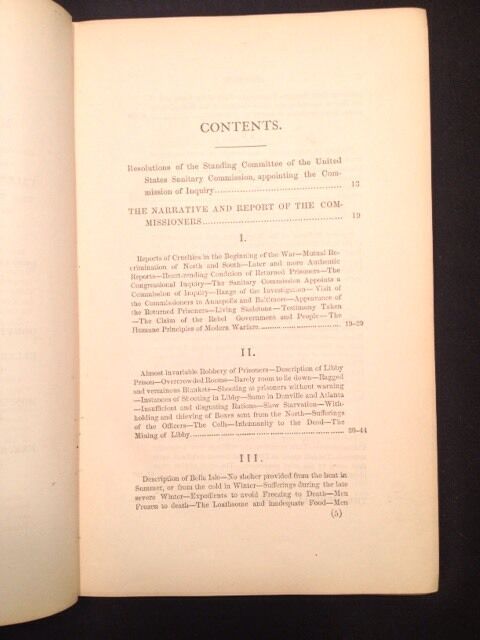 CONTENTS.
Resolutions of the Standing Committee of the United
States Sanitary Commission, appointing the Com-
mission of Inquiry 13
THE NARRATIVE AND REPORT OF THE COM-
MISSIONERS 19
I.
Reports of Cruelties in the Beginning of the War—Mutual Re-
crimination of North and South—Later and more Authentic
Reports—Heart-rending Condition of Returned Prisoners—The
Congressional Inquiry—The Sanitary Commission Appoints a
Commission of Inquiry—Range of the Investigation—Visit of
the Commissioners to Annapolis and Baltimore—Appearance of
the Returned Prisoners—Living Skeletons—Testimony Taken
—The Claim of the Rebel Government and People—The
Humane Principles of Modern Warfare 19-29
II.
Almost invariable Robbery of Prisoners—Description of Libby
Prison—Overcrowded Rooms—Barely room to lie down—Ragged
and verminous Blankets—Shooting at prisoners without warning
—Instances of Shooting in Libby—Same in Danville and Atlanta
—Insufficient and disgusting Rations—Slow Starvation—With-
holding and thieving of Boxes sent from the North—Sufferings
of the Officers—The Cells—Inhumanity to the Dead—The
Mining of Libby 30-44
III.
Description of Belle Isle—No shelter provided from the heat in
Summer, or from the cold in Winter—Sufferings during the late
severe Winter—Expedients to avoid Freezing to Death—Men
Frozen to death—The Loathsome and inadequate Food—Men
(5)